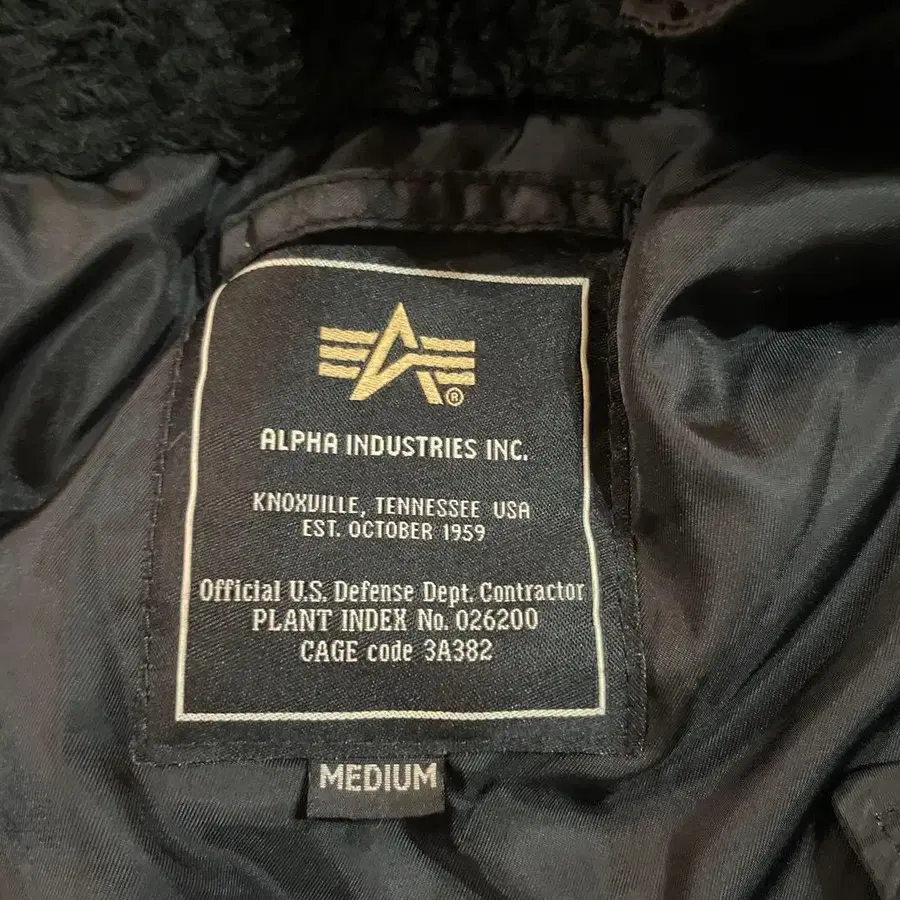 ®
ALPHA INDUSTRIES INC.
KNOXVILLE, TENNESSEE USA
EST. OCTOBER 1959
Official U.S. Defense Dept. Contractor
PLANT INDEX No. 026200
CAGE code 3A382
MEDIUM